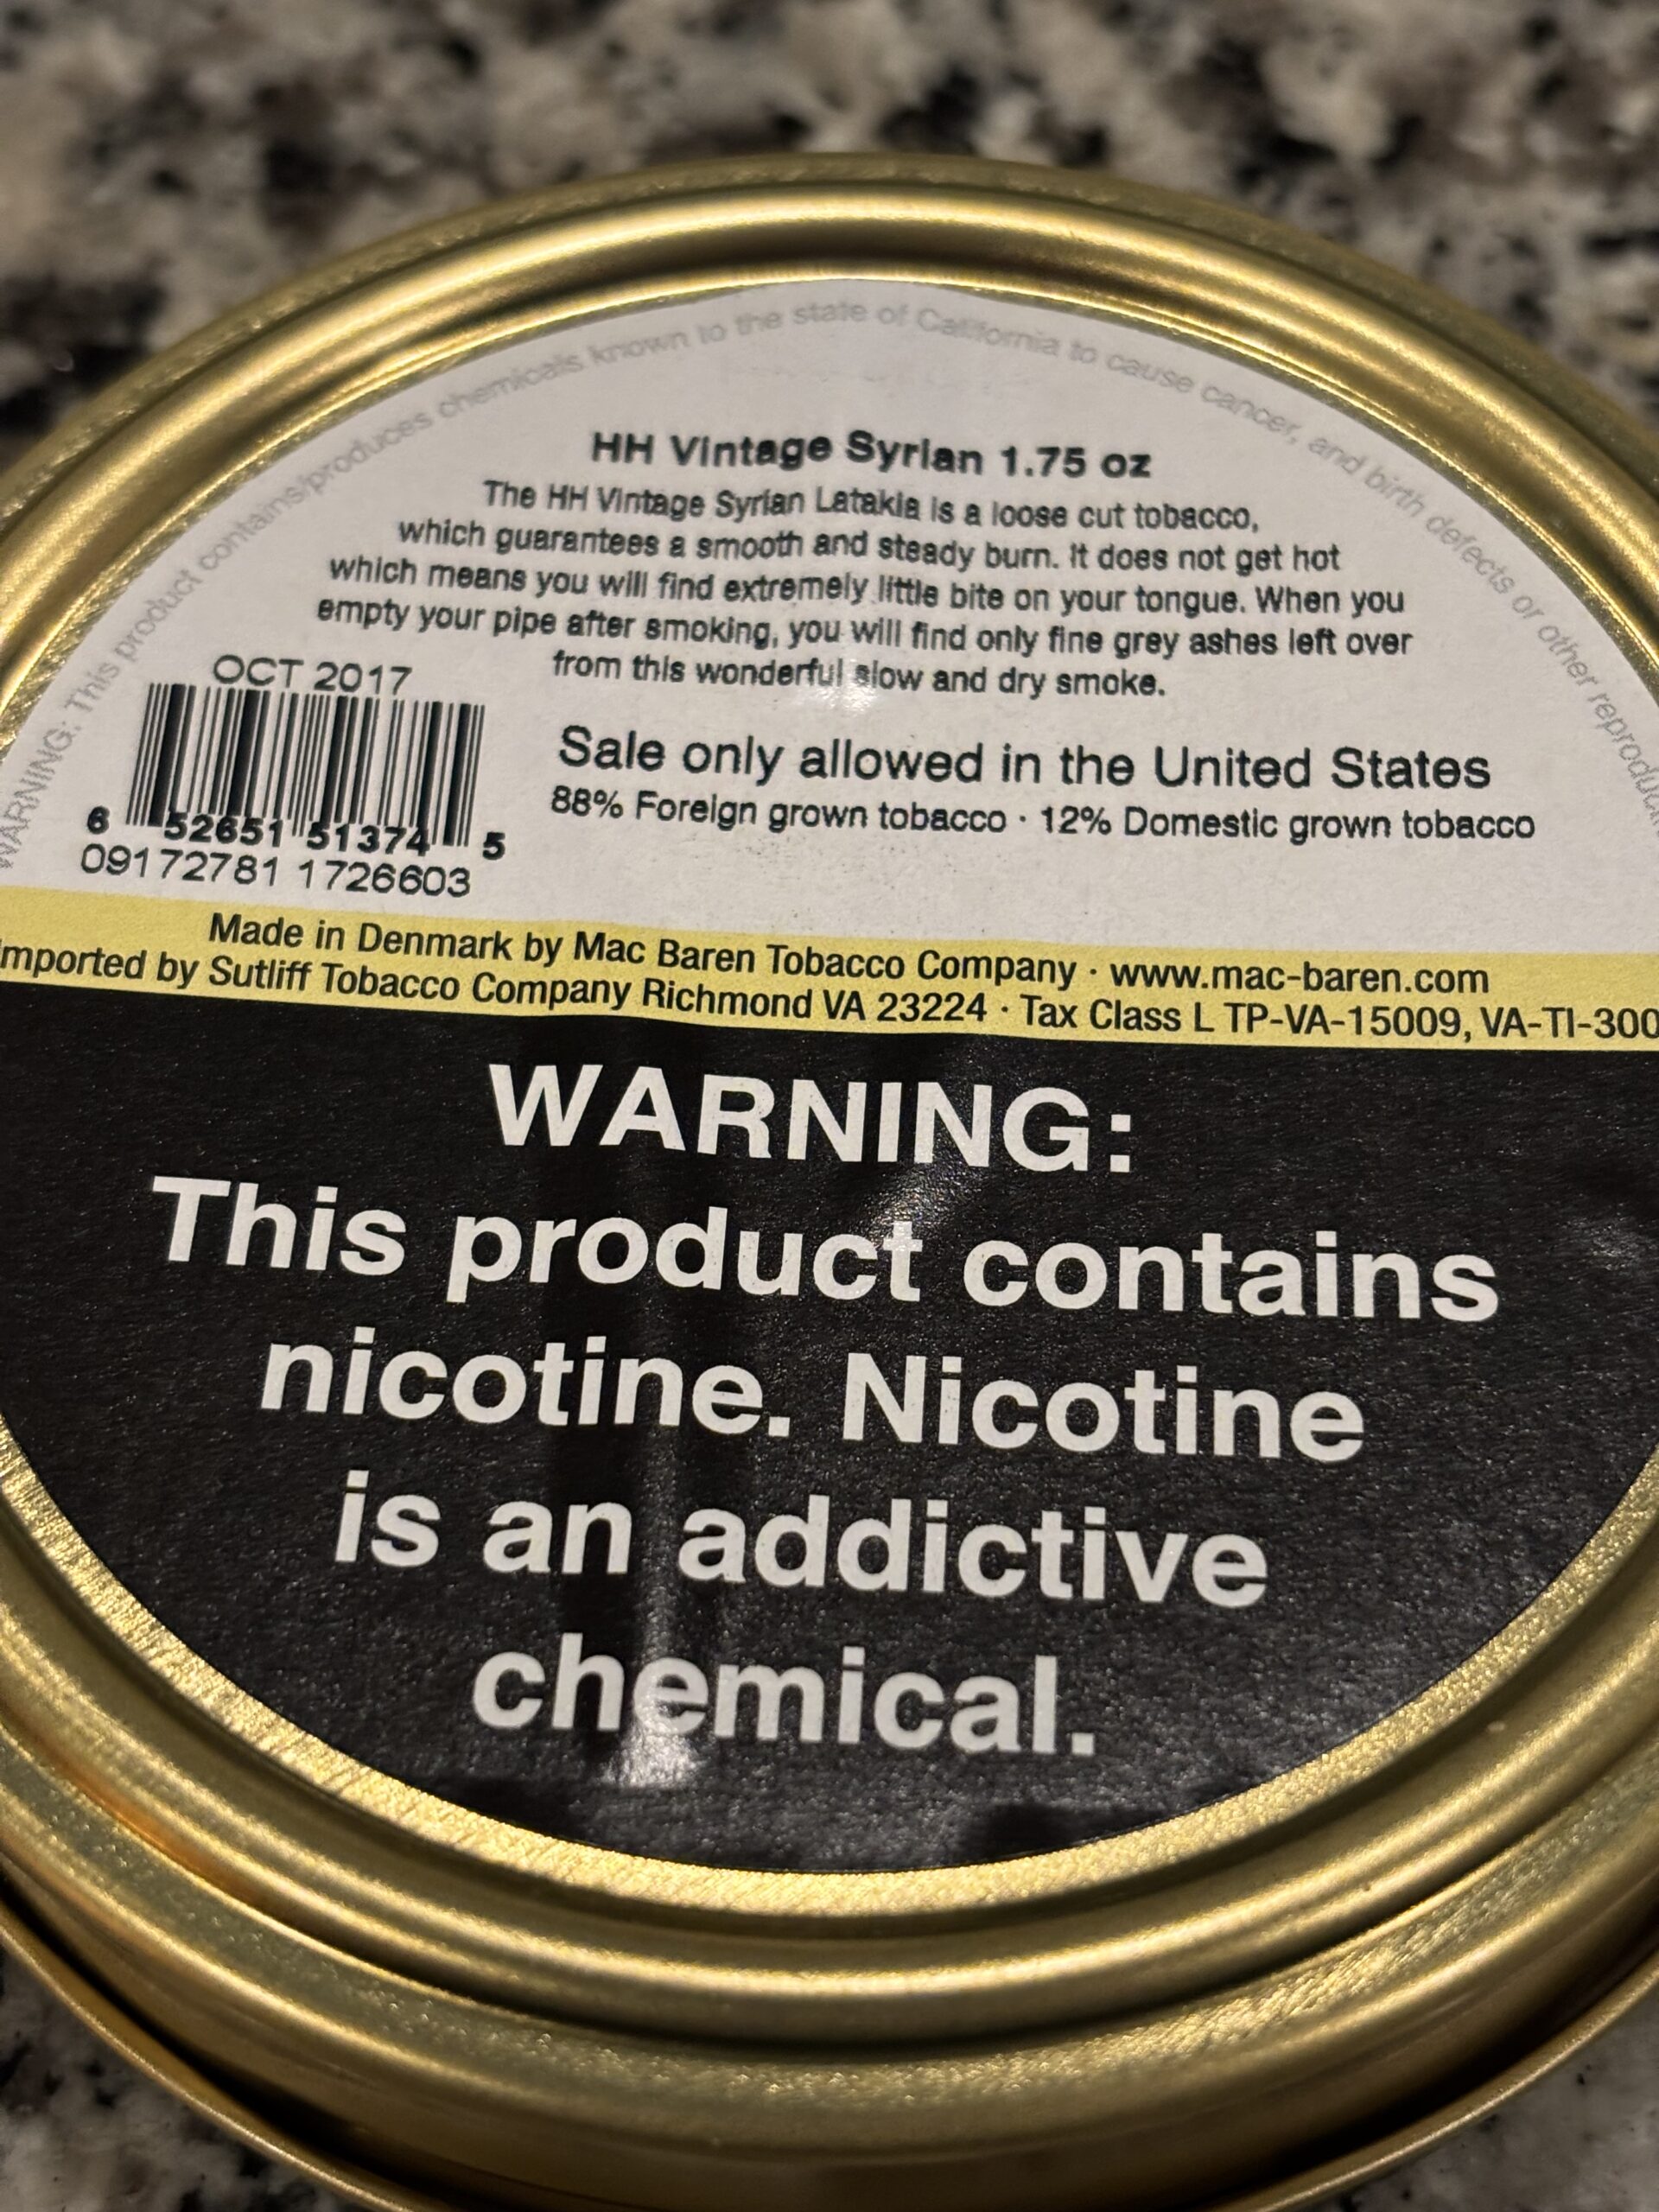 WARNING: This product contains/produces chemicals known to the state of California to cause cancer, and birth defects or other
HH Vintage Syrian 1.75 oz
The HH Vintage Syrian Latakia is a loose cut tobacco,
which guarantees a smooth and steady burn. It does not get hot
which means you will find extremely little bite on your tongue. When you
empty your pipe after smoking, you will find only fine grey ashes left over
from this wonderful slow and dry smoke.
OCT 2017
6 52651 51374 5
09172781 1726603
Sale only allowed in the United States
88% Foreign grown tobacco · 12% Domestic grown tobacco
Made in Denmark by Mac Baren Tobacco Company · www.mac-baren.com
Imported by Sutliff Tobacco Company Richmond VA 23224 · Tax Class L TP-VA-15009, VA-TI-300
WARNING:
This product contains
nicotine. Nicotine
is an addictive
chemical.